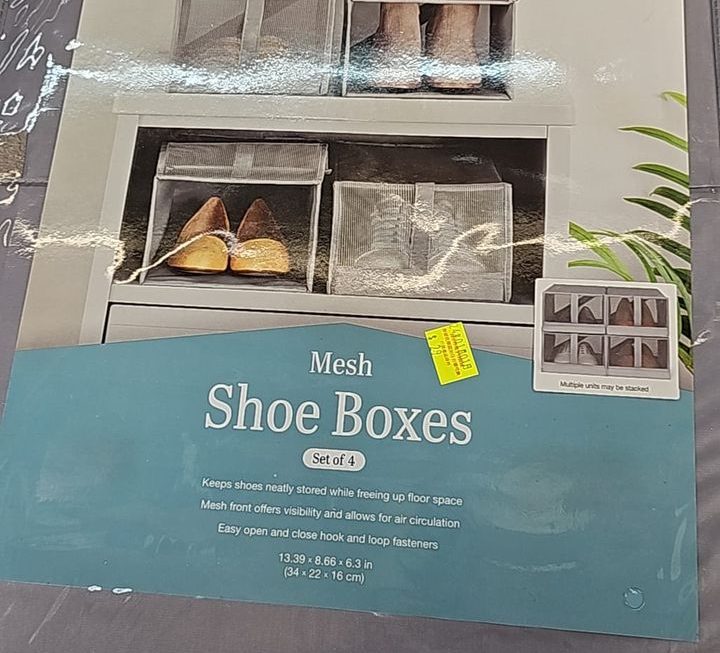 Mesh
Shoe Boxes
Set of 4
Keeps shoes neatly stored while freeing up floor space
Mesh front offers visibility and allows for air circulation
Easy open and close hook and loop fasteners
13.39 x 8.66 x 6.3 in
(34 x 22 x 16 cm)
Multiple units may be stacked